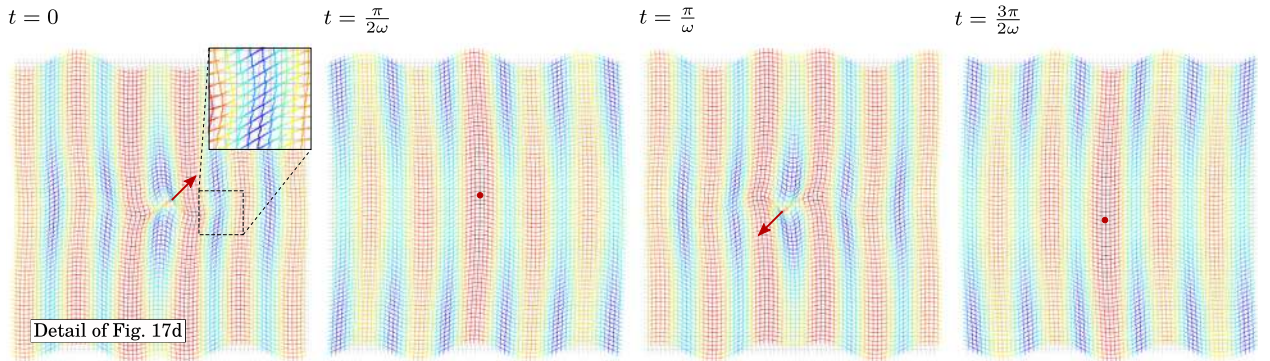 t = 0
t = π/2ω
t = π/ω
t = 3π/2ω
Detail of Fig. 17d